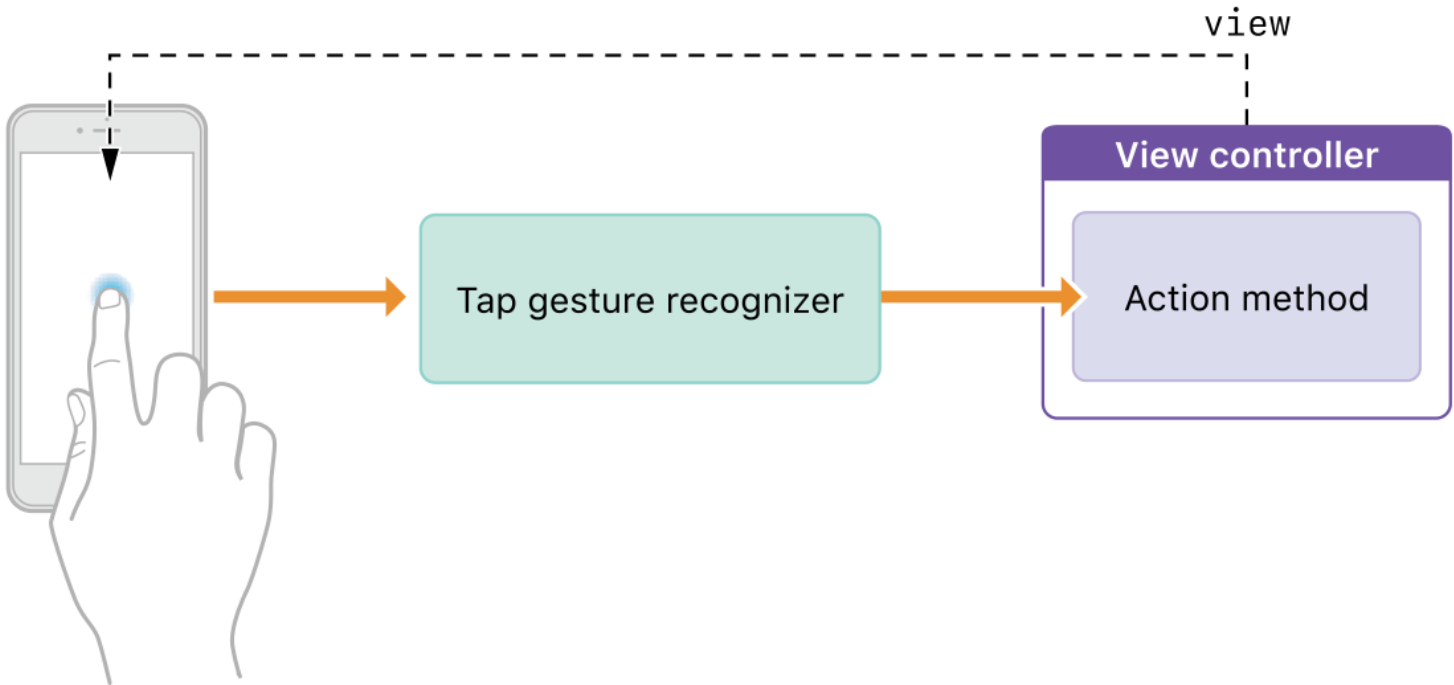 view
View controller
Tap gesture recognizer
Action method